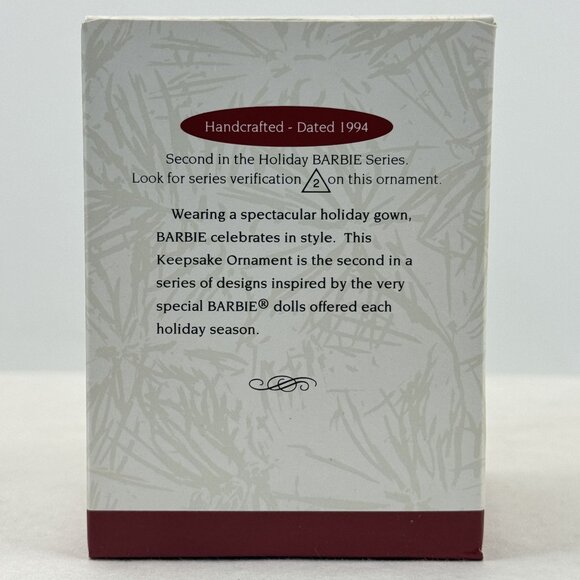 Handcrafted - Dated 1994
Second in the Holiday BARBIE Series.
Look for series verification 2 on this ornament.
Wearing a spectacular holiday gown,
BARBIE celebrates in style. This
Keepsake Ornament is the second in a
series of designs inspired by the very
special BARBIE® dolls offered each
holiday season.